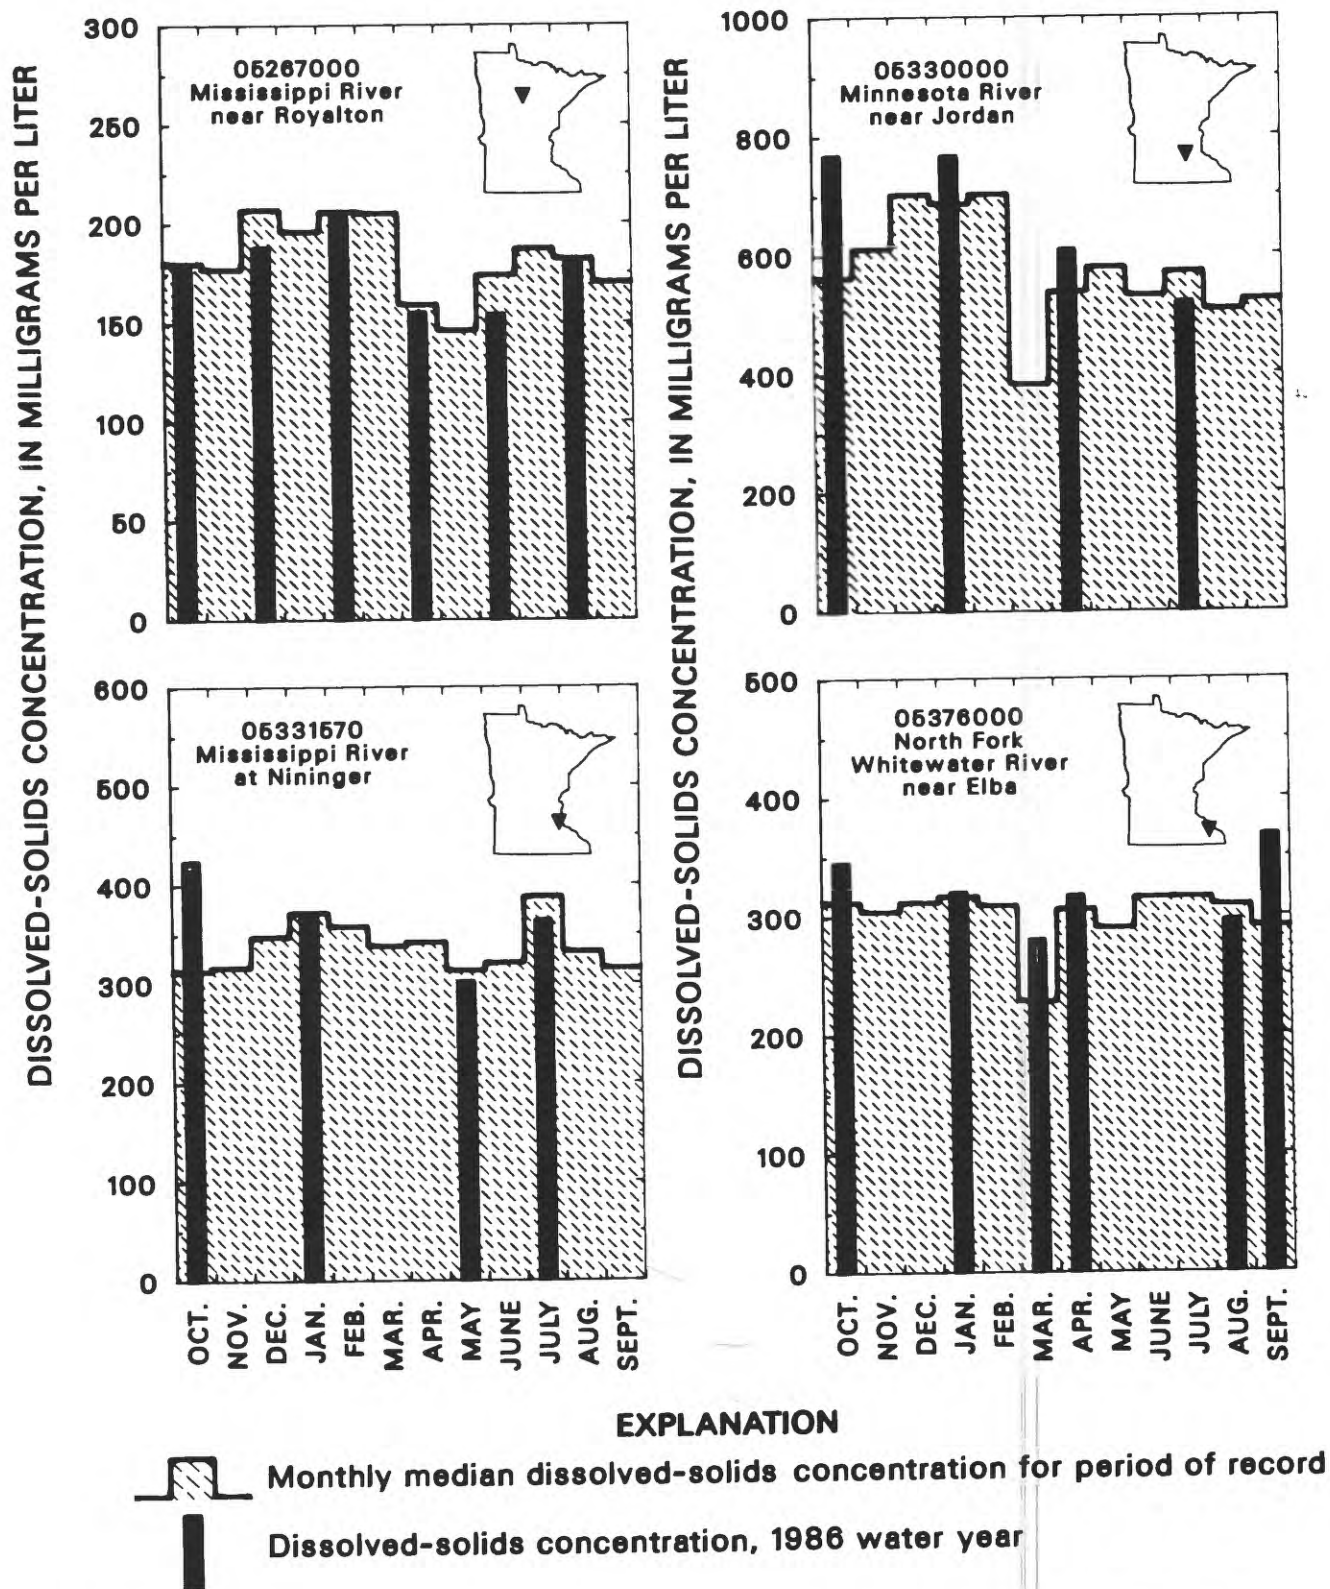 DISSOLVED-SOLIDS CONCENTRATION, IN MILLIGRAMS PER LITER
300
250
200
150
100
50
0
05267000
Mississippi River
near Royalton
DISSOLVED-SOLIDS CONCENTRATION, IN MILLIGRAMS PER LITER
1000
800
600
400
200
0
05330000
Minnesota River
near Jordan
600
500
400
300
200
100
0
05331570
Mississippi River
at Nininger
OCT.
NOV.
DEC.
JAN.
FEB.
MAR.
APR.
MAY
JUNE
JULY
AUG.
SEPT.
500
400
300
200
100
0
05376000
North Fork
Whitewater River
near Elba
OCT.
NOV.
DEC.
JAN.
FEB.
MAR.
APR.
MAY
JUNE
JULY
AUG.
SEPT.
EXPLANATION
Monthly median dissolved-solids concentration for period of record
Dissolved-solids concentration, 1986 water year